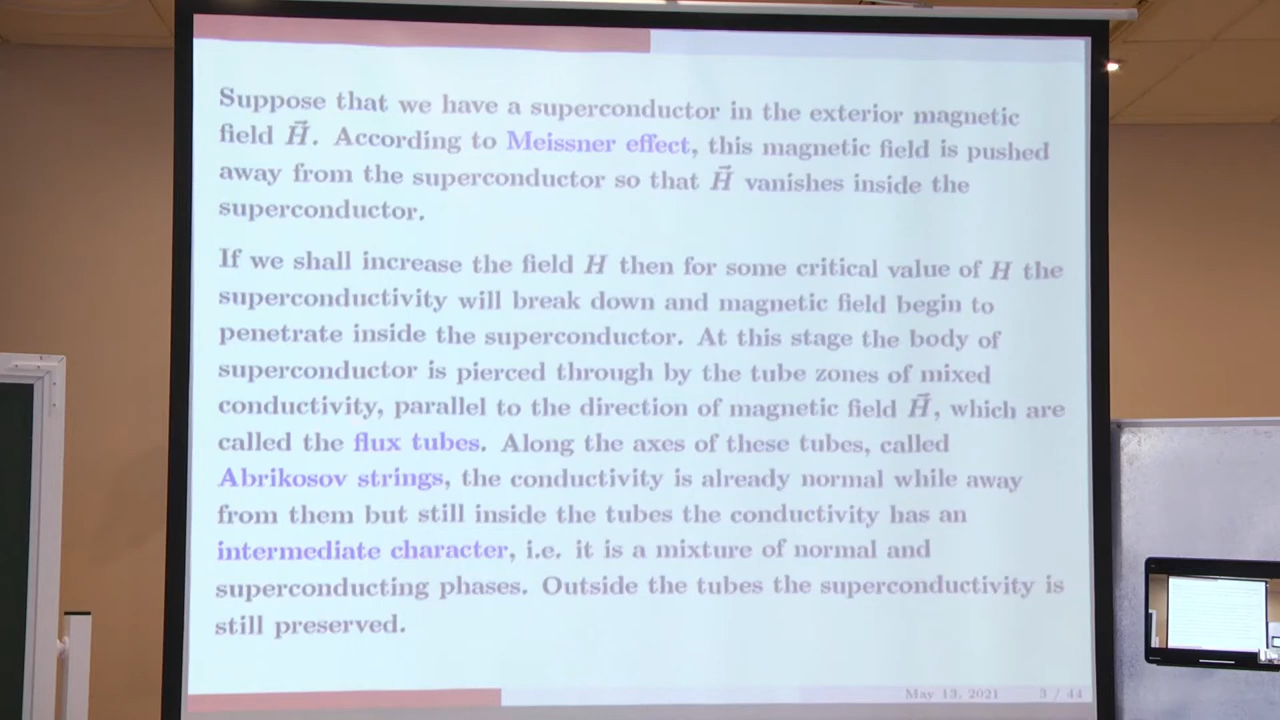 Suppose that we have a superconductor in the exterior magnetic
field H⃗. According to Meissner effect, this magnetic field is pushed
away from the superconductor so that H⃗ vanishes inside the
superconductor.
If we shall increase the field H then for some critical value of H the
superconductivity will break down and magnetic field begin to
penetrate inside the superconductor. At this stage the body of
superconductor is pierced through by the tube zones of mixed
conductivity, parallel to the direction of magnetic field H⃗, which are
called the flux tubes. Along the axes of these tubes, called
Abrikosov strings, the conductivity is already normal while away
from them but still inside the tubes the conductivity has an
intermediate character, i.e. it is a mixture of normal and
superconducting phases. Outside the tubes the superconductivity is
still preserved.
May 13, 2021 3 / 44